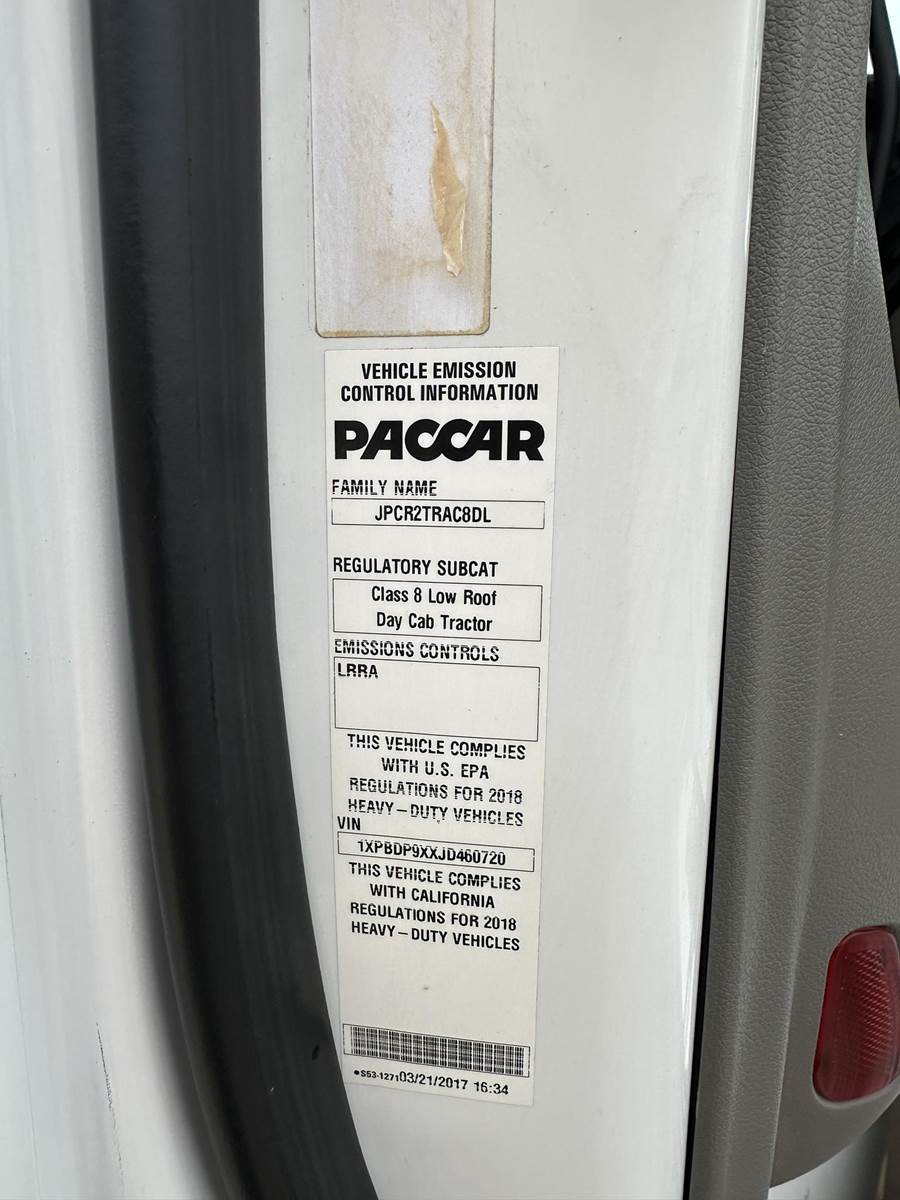 VEHICLE EMISSION
CONTROL INFORMATION
PACCAR
FAMILY NAME
JPCR2TRAC8DL
REGULATORY SUBCAT
Class 8 Low Roof
Day Cab Tractor
EMISSIONS CONTROLS
LRRA
THIS VEHICLE COMPLIES
WITH U.S. EPA
REGULATIONS FOR 2018
HEAVY-DUTY VEHICLES
VIN
1XPBDP9XXJD460720
THIS VEHICLE COMPLIES
WITH CALIFORNIA
REGULATIONS FOR 2018
HEAVY-DUTY VEHICLES
•S53-1271 03/21/2017 16:34